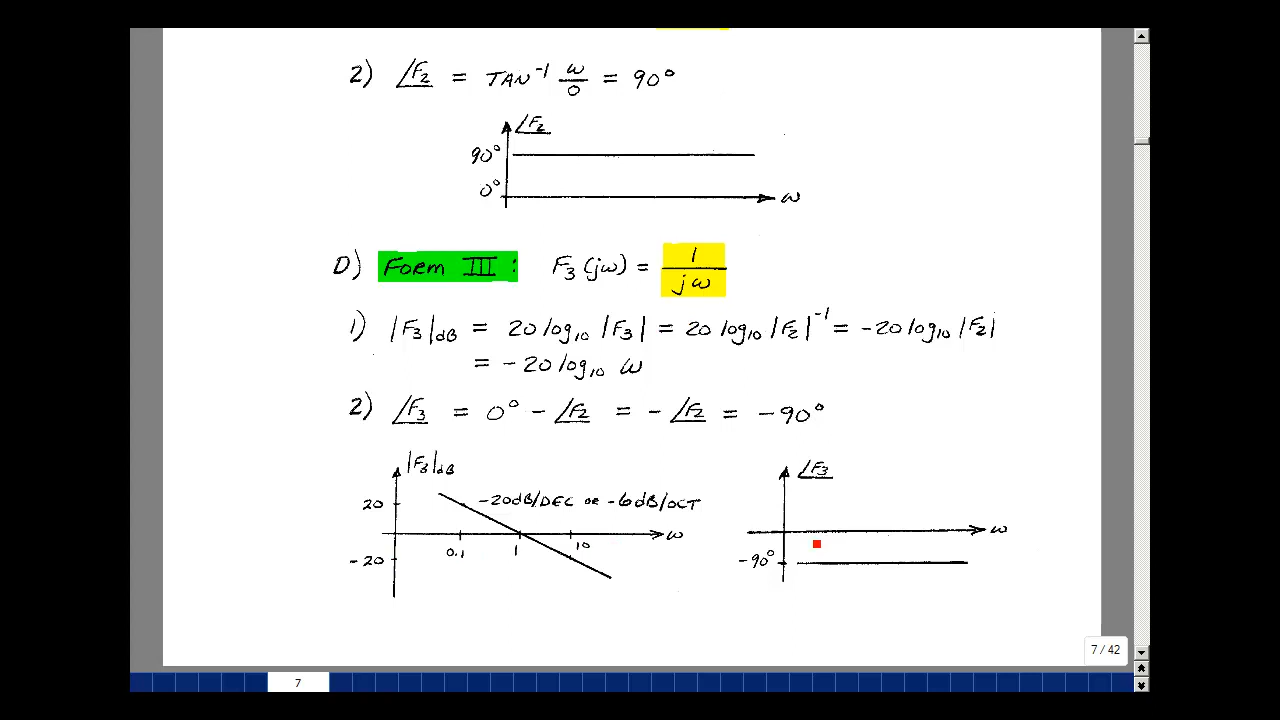 2) ∠F₂ = TAN⁻¹ ω/0 = 90°
∠F₂
90°
0°
ω
D) Form III: F₃(jω) = 1/jω
1) |F₃|dB = 20 log₁₀ |F₃| = 20 log₁₀ |F₂|⁻¹ = -20 log₁₀ |F₂|
= -20 log₁₀ ω
2) ∠F₃ = 0° - ∠F₂ = -∠F₂ = -90°
|F₃|dB
20
-20dB/DEC or -6dB/OCT
ω
0.1 1 10
-20
∠F₃
ω
-90°
7 / 42
7